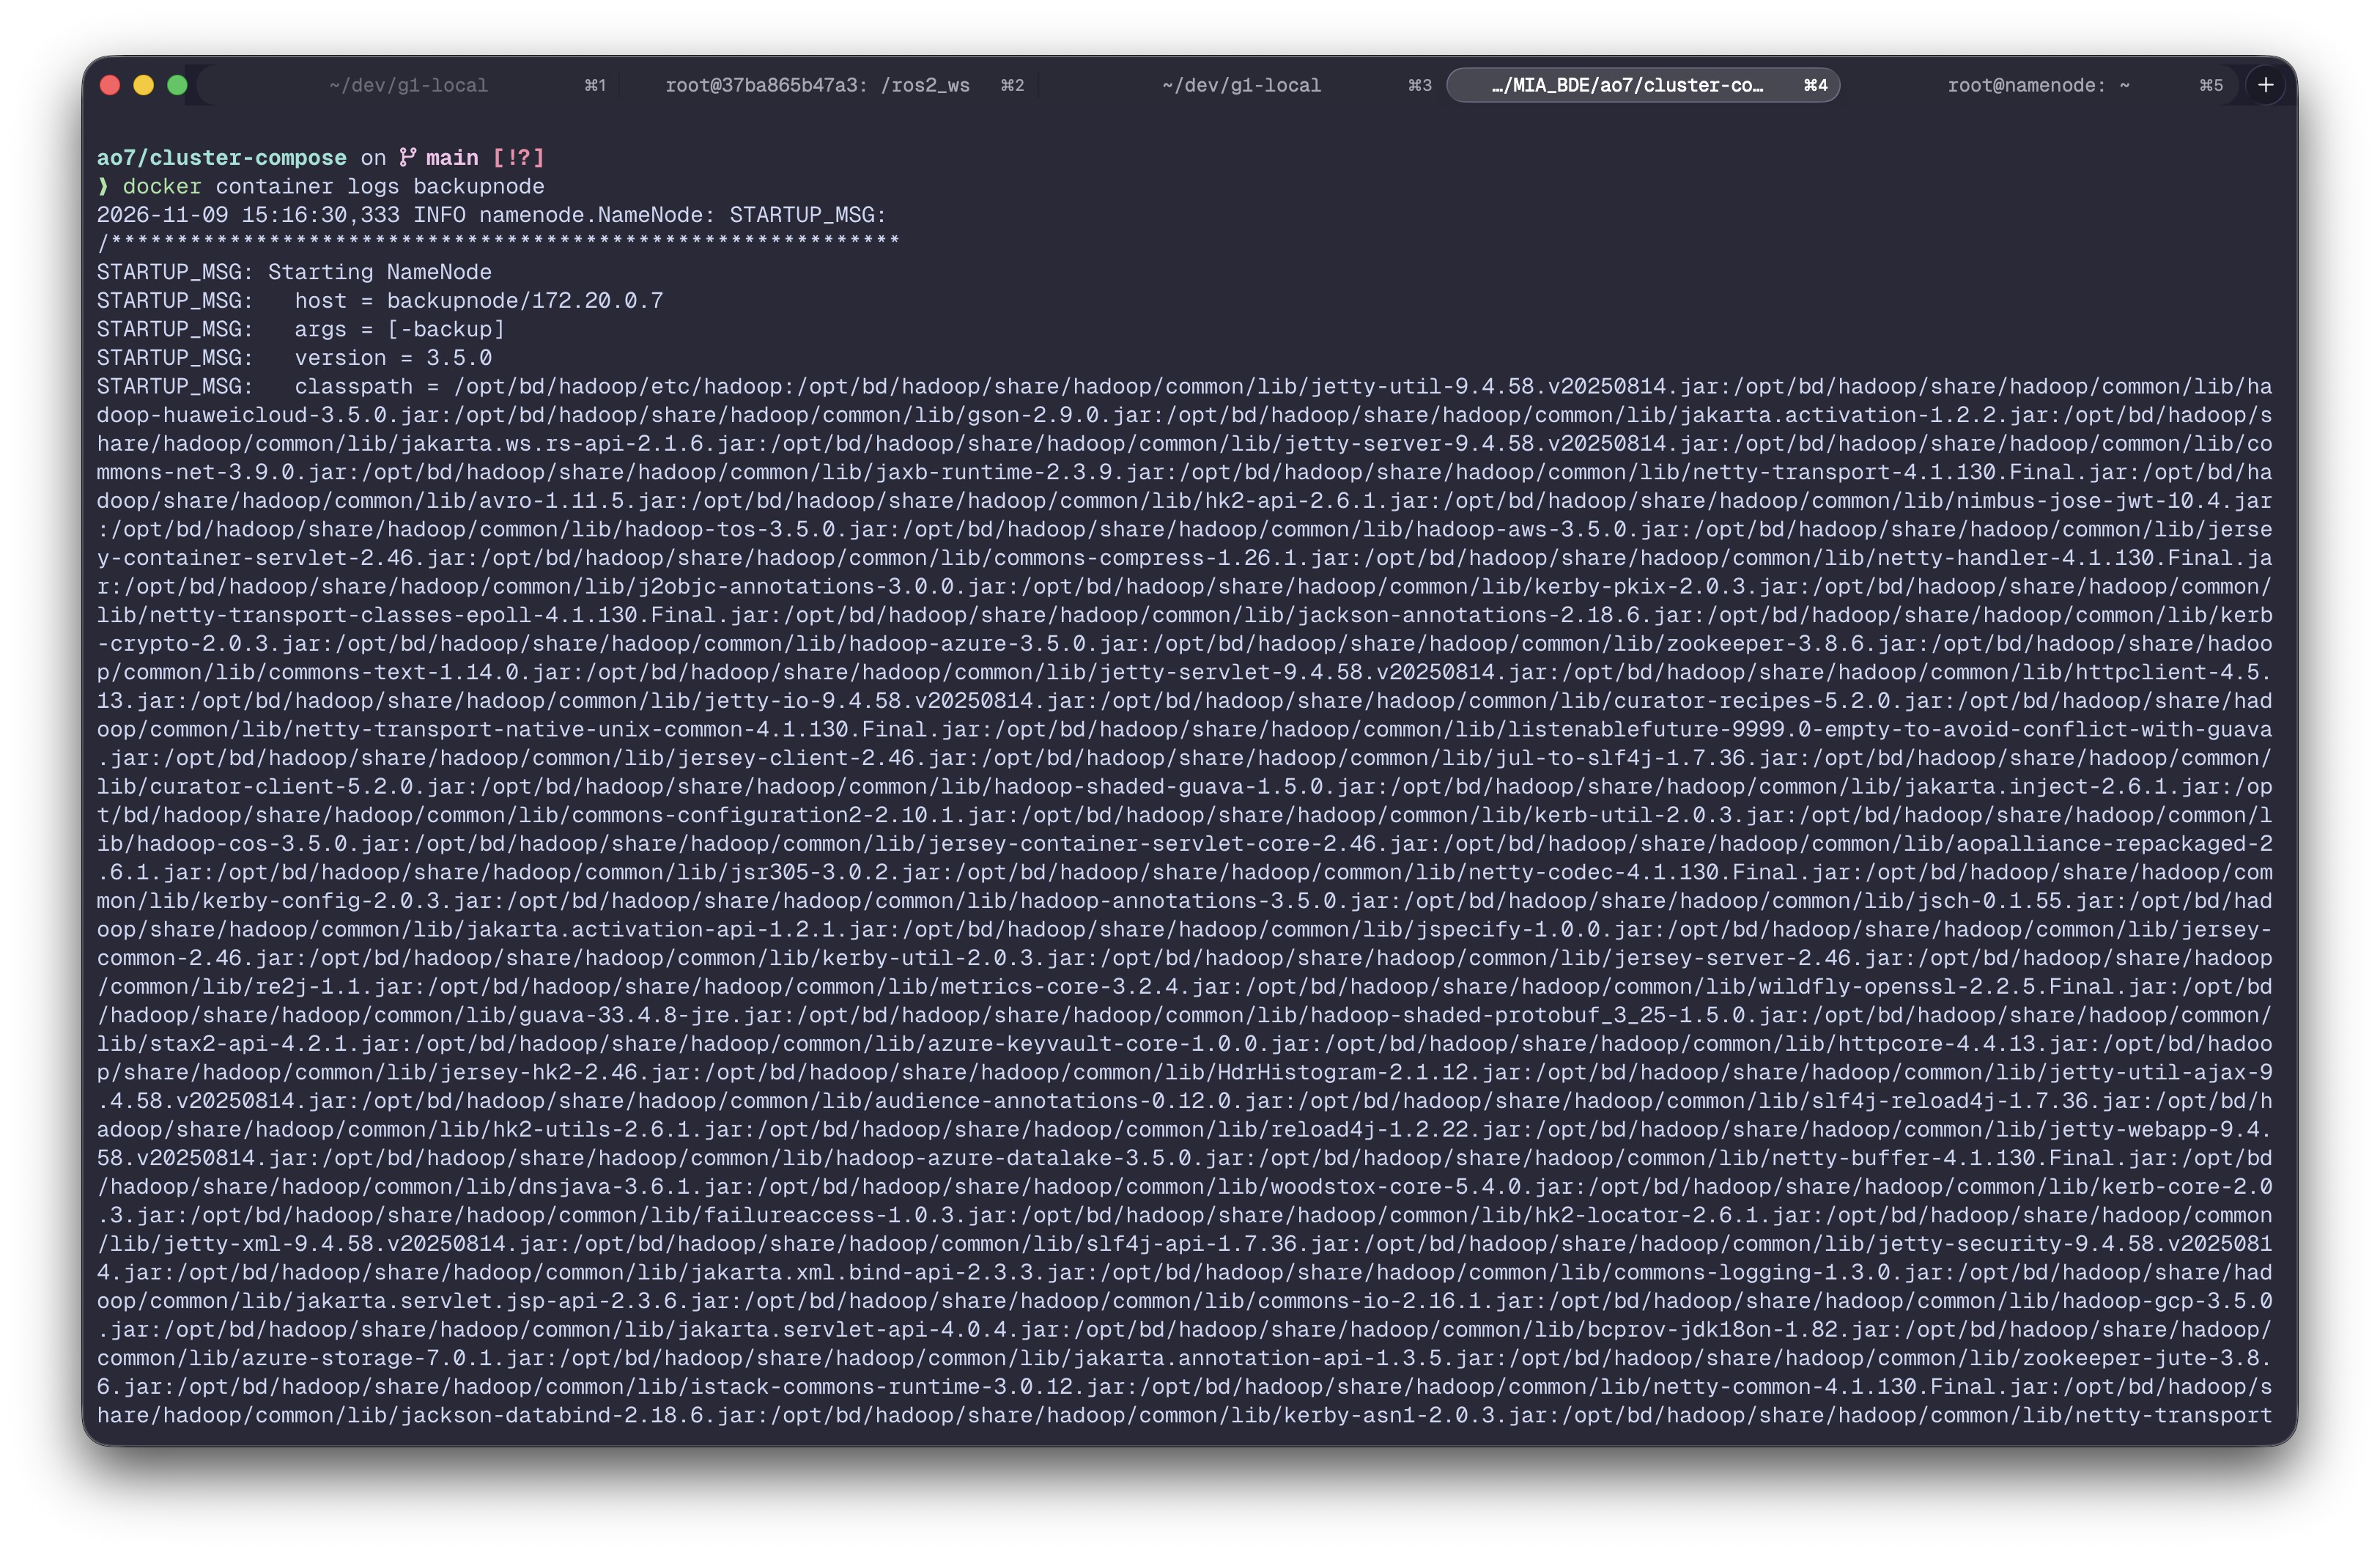 ~/dev/g1-local ⌘1 root@37ba865b47a3: /ros2_ws ⌘2 ~/dev/g1-local ⌘3 …/MIA_BDE/ao7/cluster-co… ⌘4 root@namenode: ~ ⌘5 +
ao7/cluster-compose on main [!?]
❯ docker container logs backupnode
2026-11-09 15:16:30,333 INFO namenode.NameNode: STARTUP_MSG:
/************************************************************
STARTUP_MSG: Starting NameNode
STARTUP_MSG:   host = backupnode/172.20.0.7
STARTUP_MSG:   args = [-backup]
STARTUP_MSG:   version = 3.5.0
STARTUP_MSG:   classpath = /opt/bd/hadoop/etc/hadoop:/opt/bd/hadoop/share/hadoop/common/lib/jetty-util-9.4.58.v20250814.jar:/opt/bd/hadoop/share/hadoop/common/lib/ha
doop-huaweicloud-3.5.0.jar:/opt/bd/hadoop/share/hadoop/common/lib/gson-2.9.0.jar:/opt/bd/hadoop/share/hadoop/common/lib/jakarta.activation-1.2.2.jar:/opt/bd/hadoop/s
hare/hadoop/common/lib/jakarta.ws.rs-api-2.1.6.jar:/opt/bd/hadoop/share/hadoop/common/lib/jetty-server-9.4.58.v20250814.jar:/opt/bd/hadoop/share/hadoop/common/lib/co
mmons-net-3.9.0.jar:/opt/bd/hadoop/share/hadoop/common/lib/jaxb-runtime-2.3.9.jar:/opt/bd/hadoop/share/hadoop/common/lib/netty-transport-4.1.130.Final.jar:/opt/bd/ha
doop/share/hadoop/common/lib/avro-1.11.5.jar:/opt/bd/hadoop/share/hadoop/common/lib/hk2-api-2.6.1.jar:/opt/bd/hadoop/share/hadoop/common/lib/nimbus-jose-jwt-10.4.jar
:/opt/bd/hadoop/share/hadoop/common/lib/hadoop-tos-3.5.0.jar:/opt/bd/hadoop/share/hadoop/common/lib/hadoop-aws-3.5.0.jar:/opt/bd/hadoop/share/hadoop/common/lib/jerse
y-container-servlet-2.46.jar:/opt/bd/hadoop/share/hadoop/common/lib/commons-compress-1.26.1.jar:/opt/bd/hadoop/share/hadoop/common/lib/netty-handler-4.1.130.Final.ja
r:/opt/bd/hadoop/share/hadoop/common/lib/j2objc-annotations-3.0.0.jar:/opt/bd/hadoop/share/hadoop/common/lib/kerby-pkix-2.0.3.jar:/opt/bd/hadoop/share/hadoop/common/
lib/netty-transport-classes-epoll-4.1.130.Final.jar:/opt/bd/hadoop/share/hadoop/common/lib/jackson-annotations-2.18.6.jar:/opt/bd/hadoop/share/hadoop/common/lib/kerb
-crypto-2.0.3.jar:/opt/bd/hadoop/share/hadoop/common/lib/hadoop-azure-3.5.0.jar:/opt/bd/hadoop/share/hadoop/common/lib/zookeeper-3.8.6.jar:/opt/bd/hadoop/share/hadoo
p/common/lib/commons-text-1.14.0.jar:/opt/bd/hadoop/share/hadoop/common/lib/jetty-servlet-9.4.58.v20250814.jar:/opt/bd/hadoop/share/hadoop/common/lib/httpclient-4.5.
13.jar:/opt/bd/hadoop/share/hadoop/common/lib/jetty-io-9.4.58.v20250814.jar:/opt/bd/hadoop/share/hadoop/common/lib/curator-recipes-5.2.0.jar:/opt/bd/hadoop/share/had
oop/common/lib/netty-transport-native-unix-common-4.1.130.Final.jar:/opt/bd/hadoop/share/hadoop/common/lib/listenablefuture-9999.0-empty-to-avoid-conflict-with-guava
.jar:/opt/bd/hadoop/share/hadoop/common/lib/jersey-client-2.46.jar:/opt/bd/hadoop/share/hadoop/common/lib/jul-to-slf4j-1.7.36.jar:/opt/bd/hadoop/share/hadoop/common/
lib/curator-client-5.2.0.jar:/opt/bd/hadoop/share/hadoop/common/lib/hadoop-shaded-guava-1.5.0.jar:/opt/bd/hadoop/share/hadoop/common/lib/jakarta.inject-2.6.1.jar:/op
t/bd/hadoop/share/hadoop/common/lib/commons-configuration2-2.10.1.jar:/opt/bd/hadoop/share/hadoop/common/lib/kerb-util-2.0.3.jar:/opt/bd/hadoop/share/hadoop/common/l
ib/hadoop-cos-3.5.0.jar:/opt/bd/hadoop/share/hadoop/common/lib/jersey-container-servlet-core-2.46.jar:/opt/bd/hadoop/share/hadoop/common/lib/aopalliance-repackaged-2
.6.1.jar:/opt/bd/hadoop/share/hadoop/common/lib/jsr305-3.0.2.jar:/opt/bd/hadoop/share/hadoop/common/lib/netty-codec-4.1.130.Final.jar:/opt/bd/hadoop/share/hadoop/com
mon/lib/kerby-config-2.0.3.jar:/opt/bd/hadoop/share/hadoop/common/lib/hadoop-annotations-3.5.0.jar:/opt/bd/hadoop/share/hadoop/common/lib/jsch-0.1.55.jar:/opt/bd/had
oop/share/hadoop/common/lib/jakarta.activation-api-1.2.1.jar:/opt/bd/hadoop/share/hadoop/common/lib/jspecify-1.0.0.jar:/opt/bd/hadoop/share/hadoop/common/lib/jersey-
common-2.46.jar:/opt/bd/hadoop/share/hadoop/common/lib/kerby-util-2.0.3.jar:/opt/bd/hadoop/share/hadoop/common/lib/jersey-server-2.46.jar:/opt/bd/hadoop/share/hadoop
/common/lib/re2j-1.1.jar:/opt/bd/hadoop/share/hadoop/common/lib/metrics-core-3.2.4.jar:/opt/bd/hadoop/share/hadoop/common/lib/wildfly-openssl-2.2.5.Final.jar:/opt/bd
/hadoop/share/hadoop/common/lib/guava-33.4.8-jre.jar:/opt/bd/hadoop/share/hadoop/common/lib/hadoop-shaded-protobuf_3_25-1.5.0.jar:/opt/bd/hadoop/share/hadoop/common/
lib/stax2-api-4.2.1.jar:/opt/bd/hadoop/share/hadoop/common/lib/azure-keyvault-core-1.0.0.jar:/opt/bd/hadoop/share/hadoop/common/lib/httpcore-4.4.13.jar:/opt/bd/hadoo
p/share/hadoop/common/lib/jersey-hk2-2.46.jar:/opt/bd/hadoop/share/hadoop/common/lib/HdrHistogram-2.1.12.jar:/opt/bd/hadoop/share/hadoop/common/lib/jetty-util-ajax-9
.4.58.v20250814.jar:/opt/bd/hadoop/share/hadoop/common/lib/audience-annotations-0.12.0.jar:/opt/bd/hadoop/share/hadoop/common/lib/slf4j-reload4j-1.7.36.jar:/opt/bd/h
adoop/share/hadoop/common/lib/hk2-utils-2.6.1.jar:/opt/bd/hadoop/share/hadoop/common/lib/reload4j-1.2.22.jar:/opt/bd/hadoop/share/hadoop/common/lib/jetty-webapp-9.4.
58.v20250814.jar:/opt/bd/hadoop/share/hadoop/common/lib/hadoop-azure-datalake-3.5.0.jar:/opt/bd/hadoop/share/hadoop/common/lib/netty-buffer-4.1.130.Final.jar:/opt/bd
/hadoop/share/hadoop/common/lib/dnsjava-3.6.1.jar:/opt/bd/hadoop/share/hadoop/common/lib/woodstox-core-5.4.0.jar:/opt/bd/hadoop/share/hadoop/common/lib/kerb-core-2.0
.3.jar:/opt/bd/hadoop/share/hadoop/common/lib/failureaccess-1.0.3.jar:/opt/bd/hadoop/share/hadoop/common/lib/hk2-locator-2.6.1.jar:/opt/bd/hadoop/share/hadoop/common
/lib/jetty-xml-9.4.58.v20250814.jar:/opt/bd/hadoop/share/hadoop/common/lib/slf4j-api-1.7.36.jar:/opt/bd/hadoop/share/hadoop/common/lib/jetty-security-9.4.58.v2025081
4.jar:/opt/bd/hadoop/share/hadoop/common/lib/jakarta.xml.bind-api-2.3.3.jar:/opt/bd/hadoop/share/hadoop/common/lib/commons-logging-1.3.0.jar:/opt/bd/hadoop/share/had
oop/common/lib/jakarta.servlet.jsp-api-2.3.6.jar:/opt/bd/hadoop/share/hadoop/common/lib/commons-io-2.16.1.jar:/opt/bd/hadoop/share/hadoop/common/lib/hadoop-gcp-3.5.0
.jar:/opt/bd/hadoop/share/hadoop/common/lib/jakarta.servlet-api-4.0.4.jar:/opt/bd/hadoop/share/hadoop/common/lib/bcprov-jdk18on-1.82.jar:/opt/bd/hadoop/share/hadoop/
common/lib/azure-storage-7.0.1.jar:/opt/bd/hadoop/share/hadoop/common/lib/jakarta.annotation-api-1.3.5.jar:/opt/bd/hadoop/share/hadoop/common/lib/zookeeper-jute-3.8.
6.jar:/opt/bd/hadoop/share/hadoop/common/lib/istack-commons-runtime-3.0.12.jar:/opt/bd/hadoop/share/hadoop/common/lib/netty-common-4.1.130.Final.jar:/opt/bd/hadoop/s
hare/hadoop/common/lib/jackson-databind-2.18.6.jar:/opt/bd/hadoop/share/hadoop/common/lib/kerby-asn1-2.0.3.jar:/opt/bd/hadoop/share/hadoop/common/lib/netty-transport